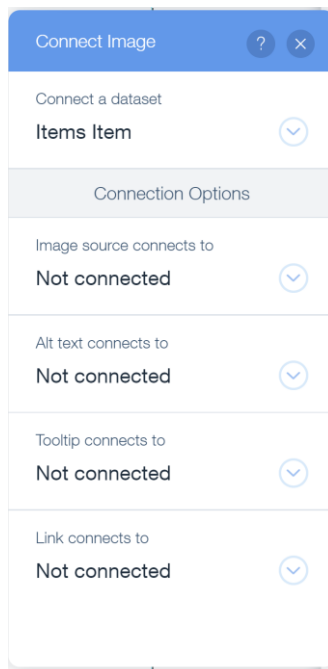 Connect Image
?
Connect a dataset
Items Item
Connection Options
Image source connects to
Not connected
Alt text connects to
Not connected
Tooltip connects to
Not connected
Link connects to
Not connected